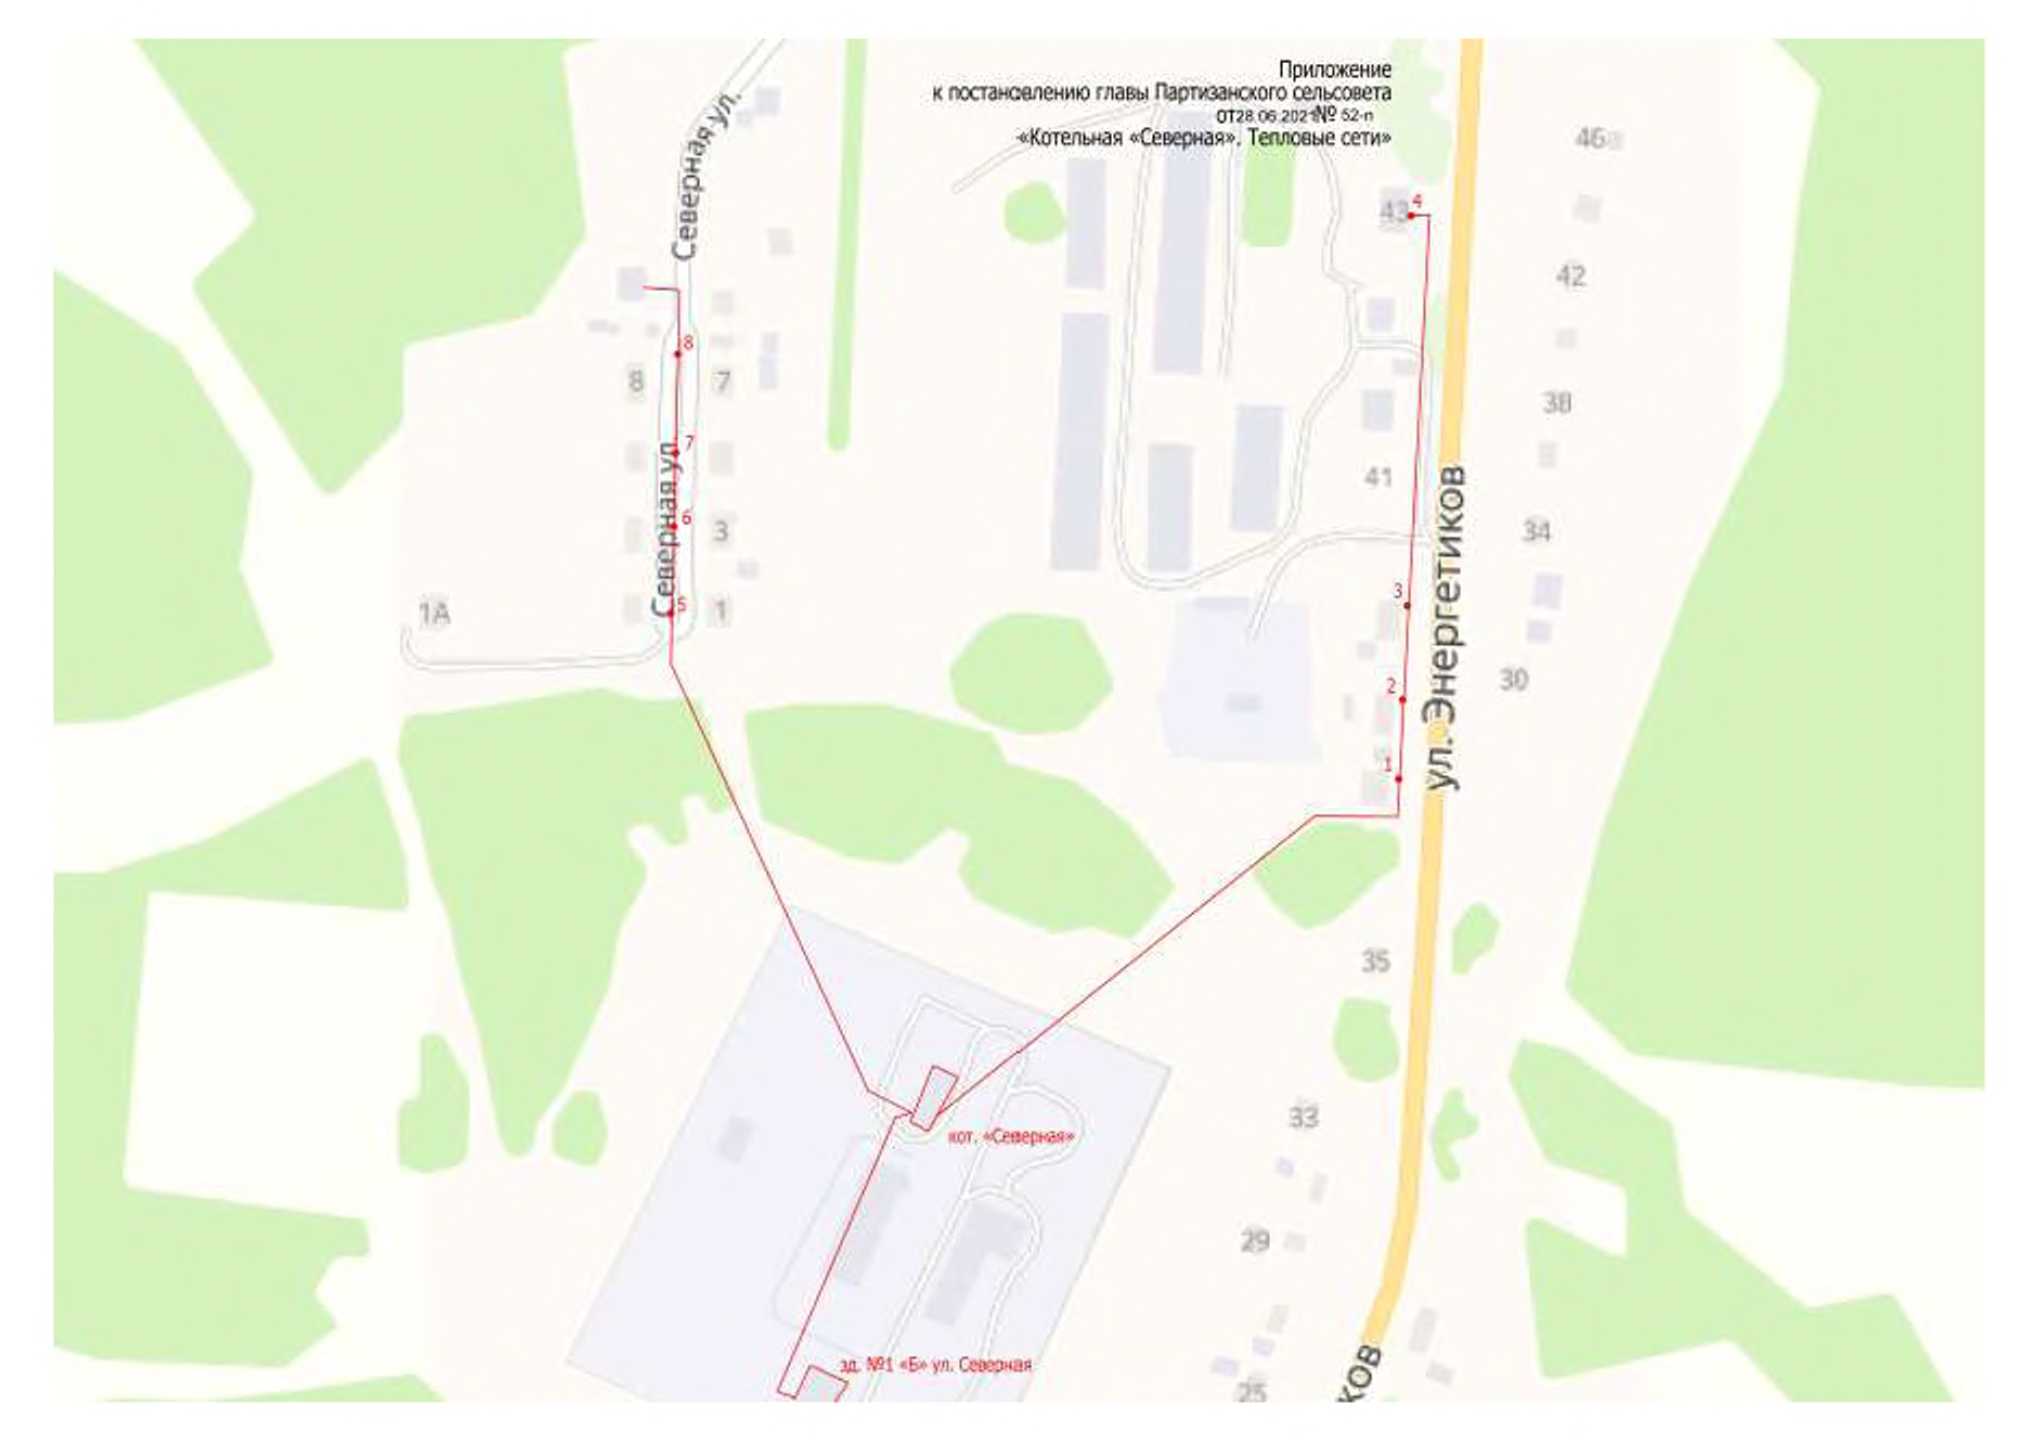 Приложение
к постановлению главы Партизанского сельсовета
от28.06.2021№ 52-п
«Котельная «Северная». Тепловые сети»
Северная ул.
46
43
4
42
8
8
7
38
7
41
Северная ул
6
3
34
ул. Энергетиков
1А
5
1
3
30
2
1
35
33
кот. «Северная»
29
зд. №1 «Б» ул. Северная
25
ков